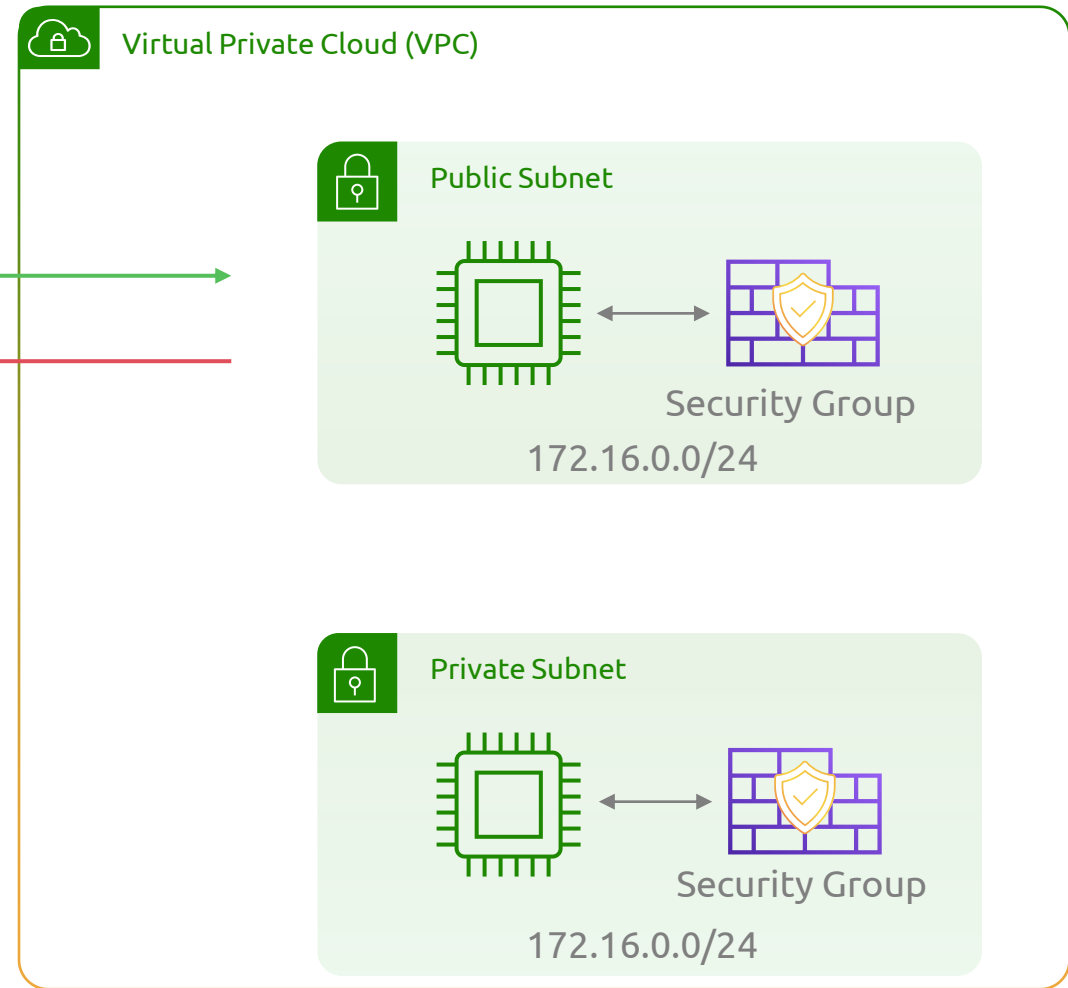 Virtual Private Cloud (VPC)
Public Subnet
Security Group
172.16.0.0/24
Private Subnet
Security Group
172.16.0.0/24